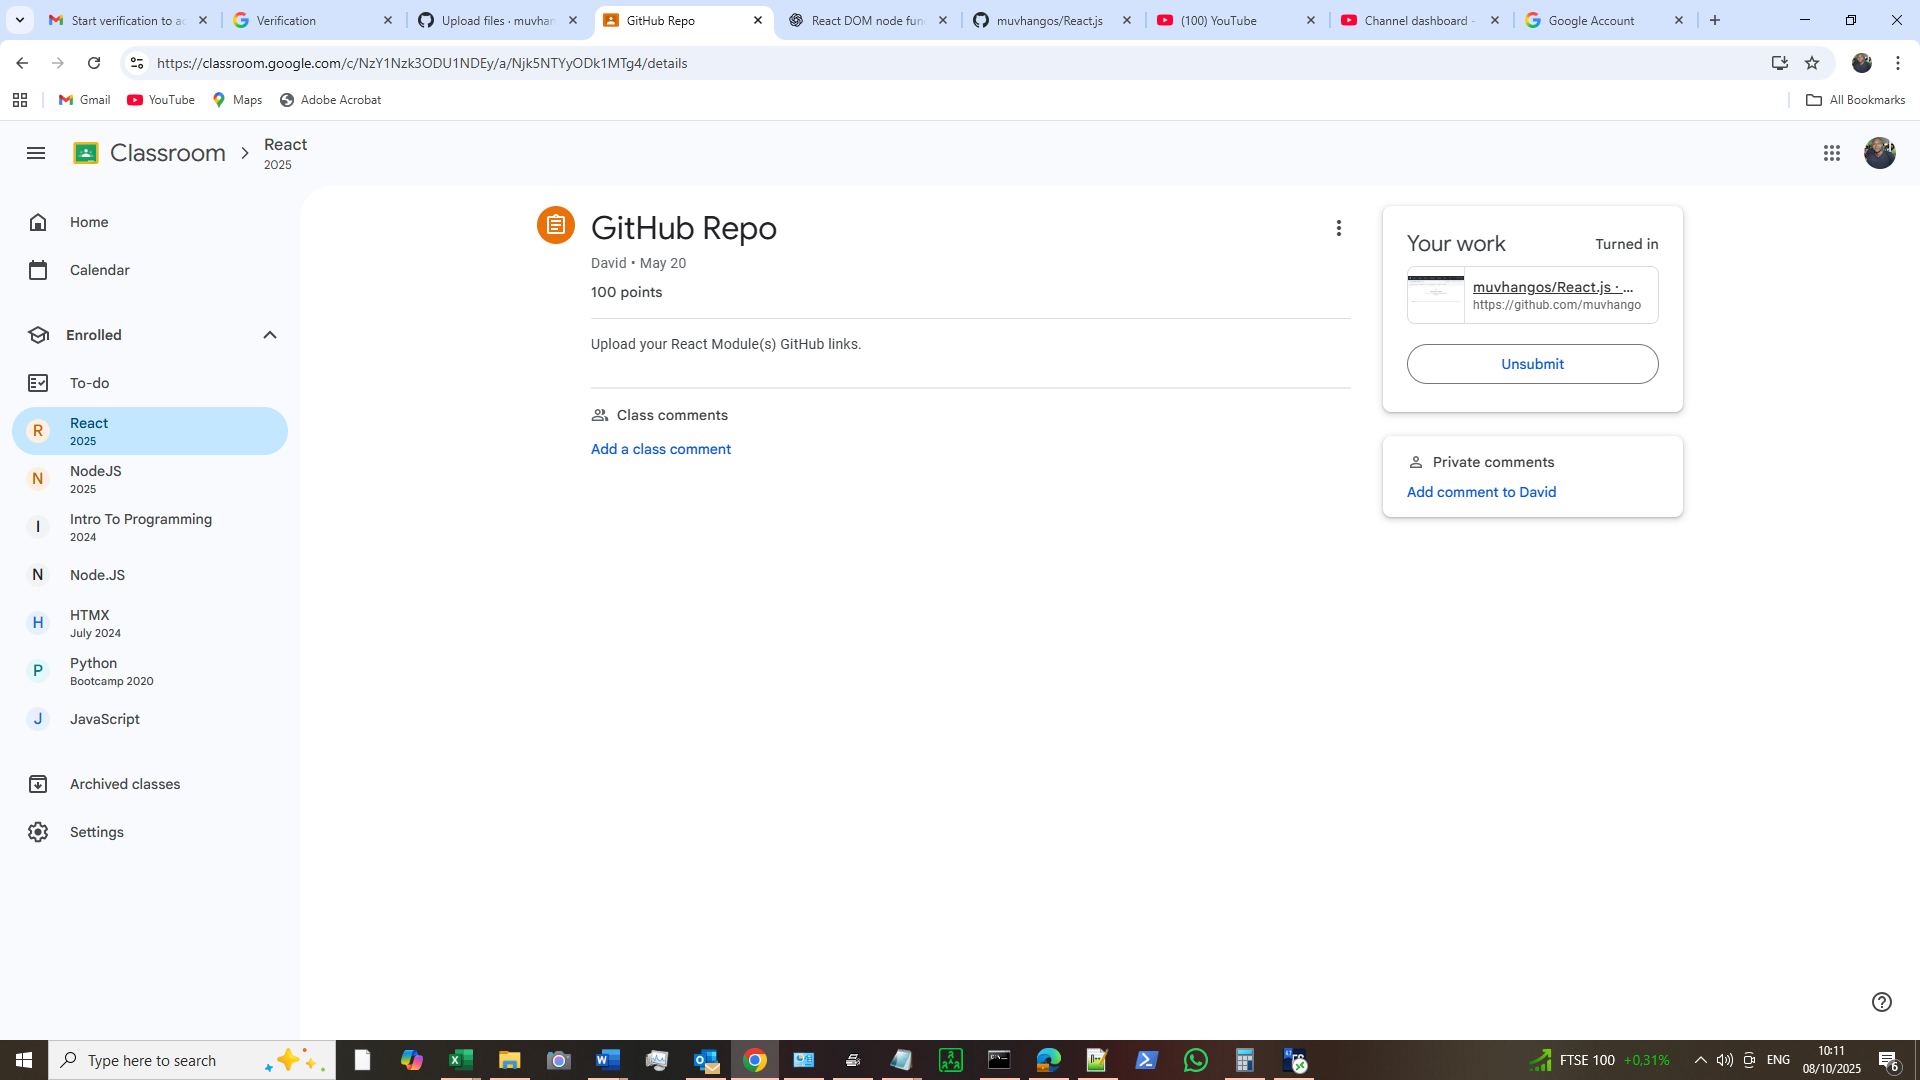 Start verification to ac
Verification
Upload files · muvhan
GitHub Repo
React DOM node fun
muvhangos/React.js
(100) YouTube
Channel dashboard -
Google Account
https://classroom.google.com/c/NzY1Nzk3ODU1NDEy/a/Njk5NTYyODk1MTg4/details
Gmail
YouTube
Maps
Adobe Acrobat
All Bookmarks
Classroom
React
2025
Home
Calendar
Enrolled
To-do
R
React
2025
N
NodeJS
2025
I
Intro To Programming
2024
N
Node.JS
H
HTMX
July 2024
P
Python
Bootcamp 2020
J
JavaScript
Archived classes
Settings
GitHub Repo
David • May 20
100 points
Upload your React Module(s) GitHub links.
Class comments
Add a class comment
Your work
Turned in
muvhangos/React.js · ...
https://github.com/muvhango
Unsubmit
Private comments
Add comment to David
Type here to search
FTSE 100 +0,31%
ENG
10:11
08/10/2025
6